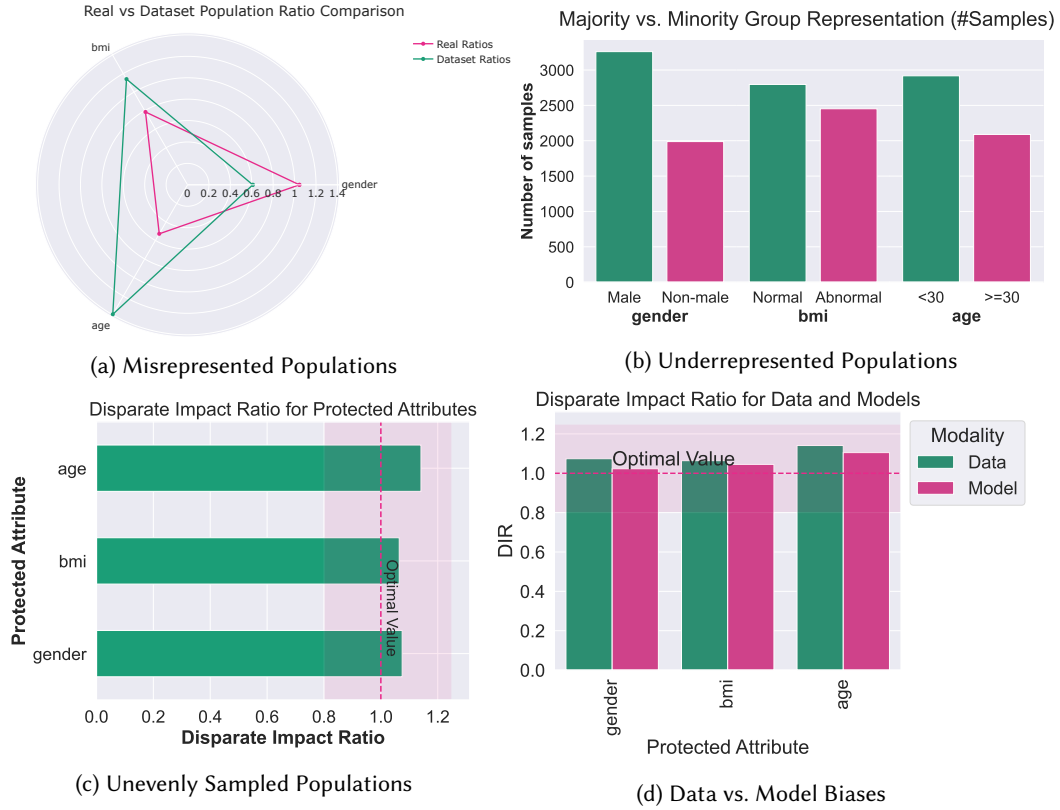 Real vs Dataset Population Ratio Comparison
bmi
Real Ratios
Dataset Ratios
gender
0 0.2 0.4 0.6 0.8 1 1.2 1.4
age
(a) Misrepresented Populations
Majority vs. Minority Group Representation (#Samples)
Number of samples
3000
2500
2000
1500
1000
500
0
Male Non-male Normal Abnormal <30 >=30
gender bmi age
(b) Underrepresented Populations
Disparate Impact Ratio for Protected Attributes
Protected Attribute
age
bmi
gender
Optimal Value
0.0 0.2 0.4 0.6 0.8 1.0 1.2
Disparate Impact Ratio
(c) Unevenly Sampled Populations
Disparate Impact Ratio for Data and Models
DIR
1.2
1.0
0.8
0.6
0.4
0.2
0.0
Optimal Value
Modality
Data
Model
gender bmi age
Protected Attribute
(d) Data vs. Model Biases